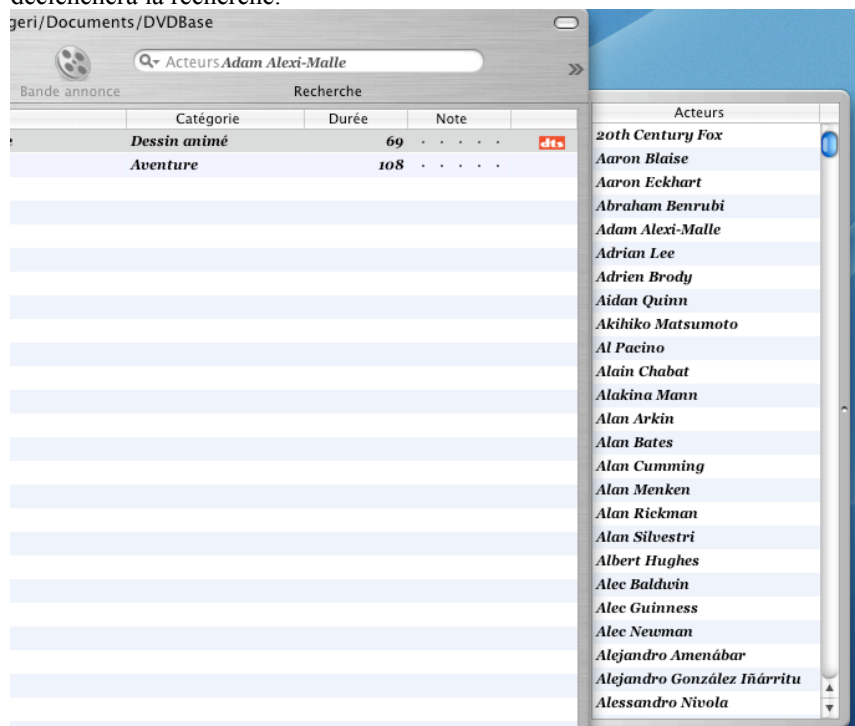 déclenchera la recherche.
geri/Documents/DVDBase
Acteurs Adam Alexi-Malle
Bande annonce
Recherche
Catégorie Durée Note
Dessin animé 69 dts
Aventure 108
Acteurs
20th Century Fox
Aaron Blaise
Aaron Eckhart
Abraham Benrubi
Adam Alexi-Malle
Adrian Lee
Adrien Brody
Aidan Quinn
Akihiko Matsumoto
Al Pacino
Alain Chabat
Alakina Mann
Alan Arkin
Alan Bates
Alan Cumming
Alan Menken
Alan Rickman
Alan Silvestri
Albert Hughes
Alec Baldwin
Alec Guinness
Alec Newman
Alejandro Amenábar
Alejandro González Iñárritu
Alessandro Nivola